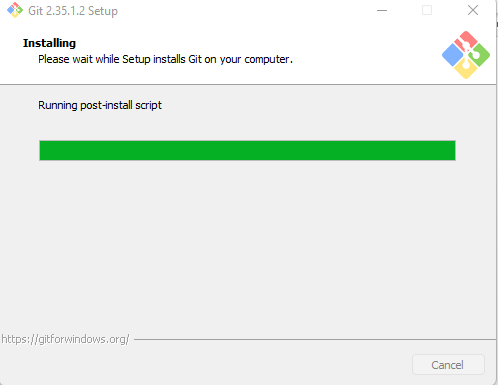 Git 2.35.1.2 Setup
Installing
Please wait while Setup installs Git on your computer.
Running post-install script
https://gitforwindows.org/
Cancel